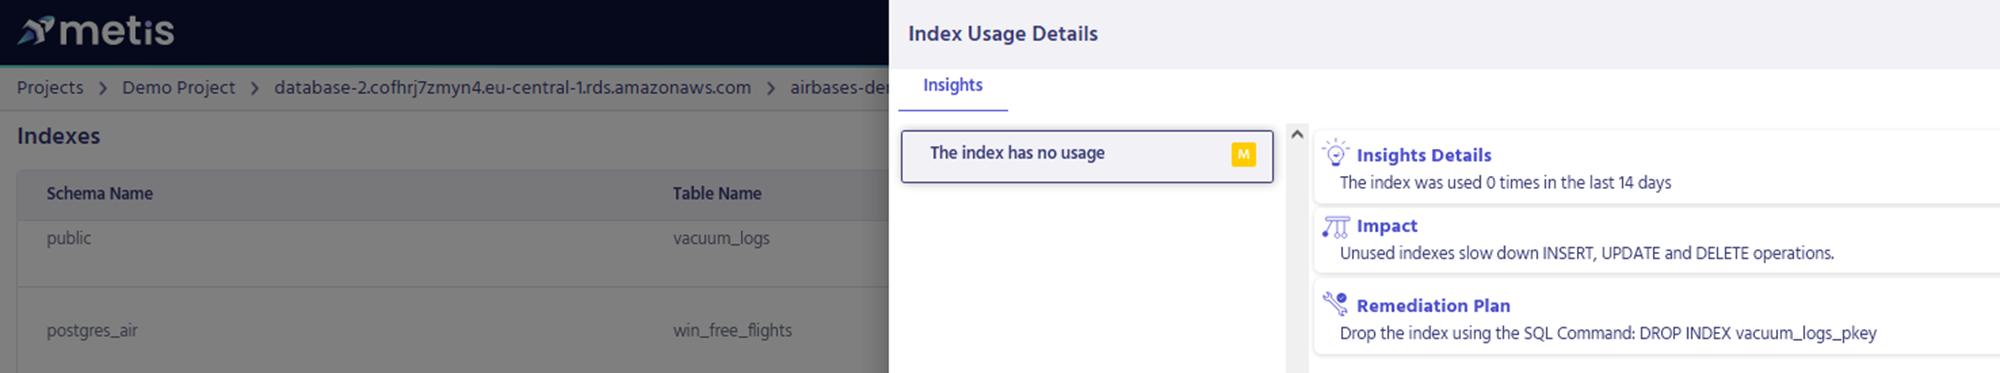 metis
Projects > Demo Project > database-2.cofhrj7zmyn4.eu-central-1.rds.amazonaws.com > airbases-de
Indexes
Schema Name Table Name
public vacuum_logs
postgres_air win_free_flights
Index Usage Details
Insights
The index has no usage M
Insights Details
The index was used 0 times in the last 14 days
Impact
Unused indexes slow down INSERT, UPDATE and DELETE operations.
Remediation Plan
Drop the index using the SQL Command: DROP INDEX vacuum_logs_pkey